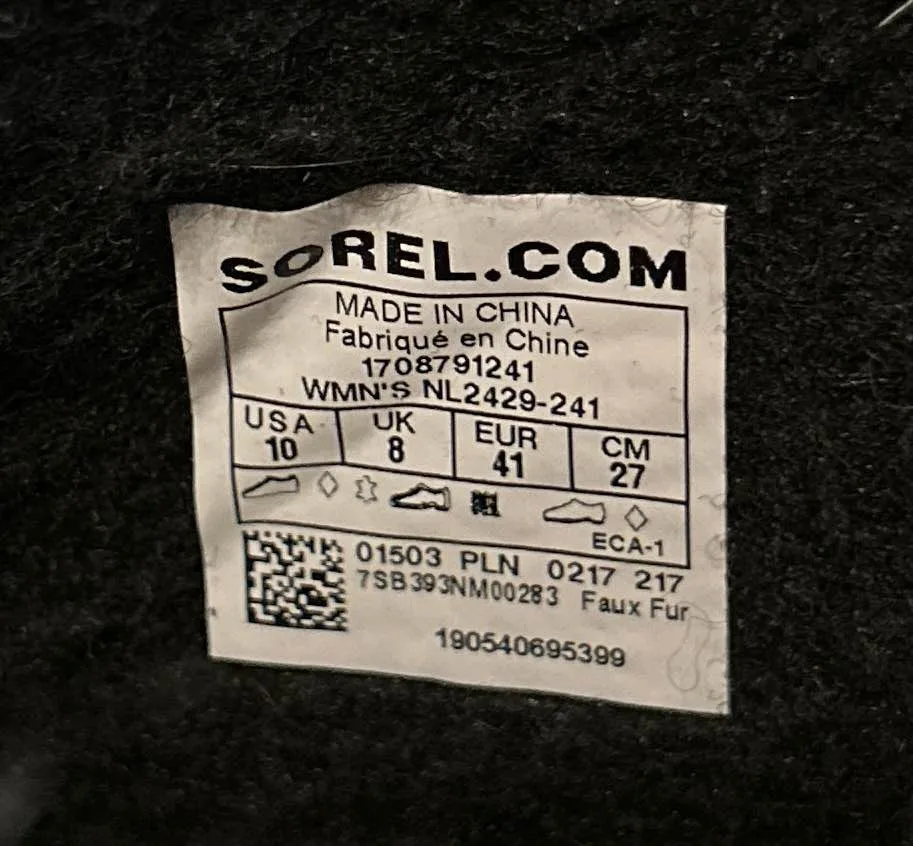 SOREL.COM
MADE IN CHINA
Fabriqué en Chine
1708791241
WMN'S NL2429-241
USA UK EUR CM
10 8 41 27
ECA-1
01503 PLN 0217 217
7SB393NM00283 Faux Fur
190540695399